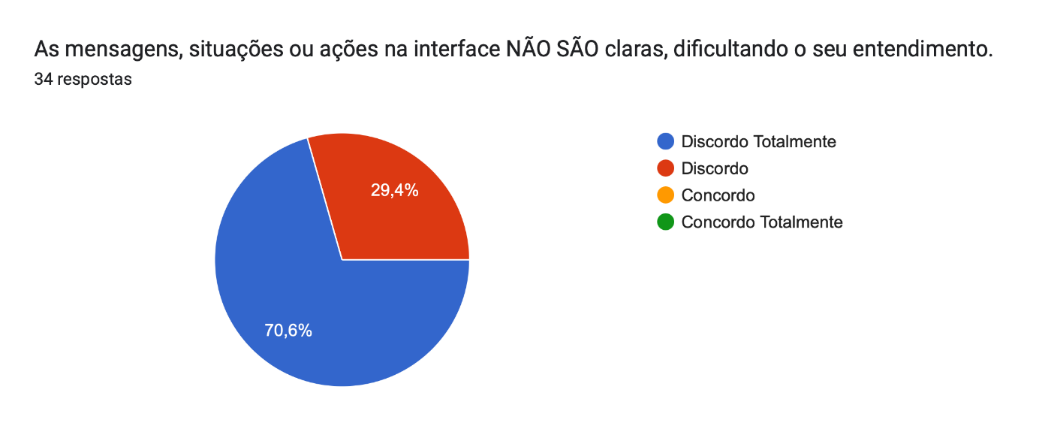 As mensagens, situações ou ações na interface NÃO SÃO claras, dificultando o seu entendimento.
34 respostas
Discordo Totalmente
Discordo
Concordo
Concordo Totalmente
29,4%
70,6%